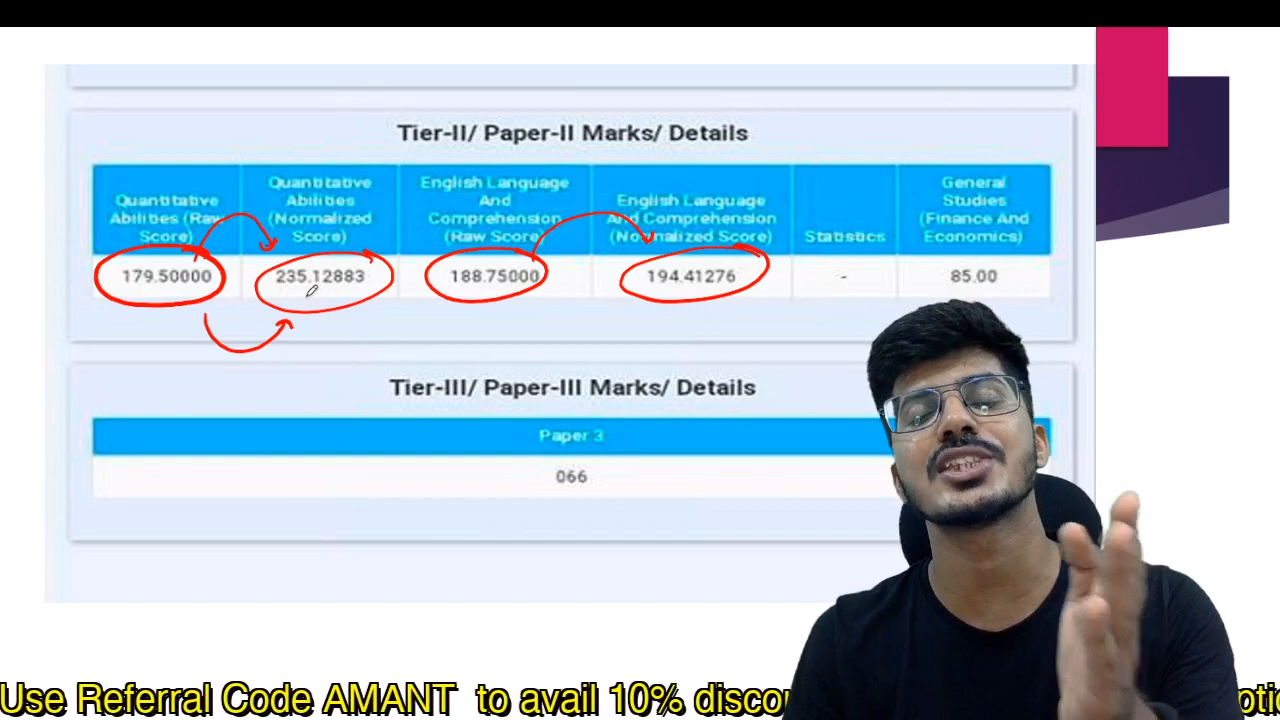 Tier-II/ Paper-II Marks/ Details
Quantitative Abilities (Raw Score)
Quantitative Abilities (Normalized Score)
English Language And Comprehension (Raw Score)
English Language And Comprehension (Normalized Score)
Statistics
General Studies (Finance And Economics)
179.50000
235.12883
188.75000
194.41276
-
85.00
Tier-III/ Paper-III Marks/ Details
Paper 3
066
Use Referral Code AMANT to avail 10%